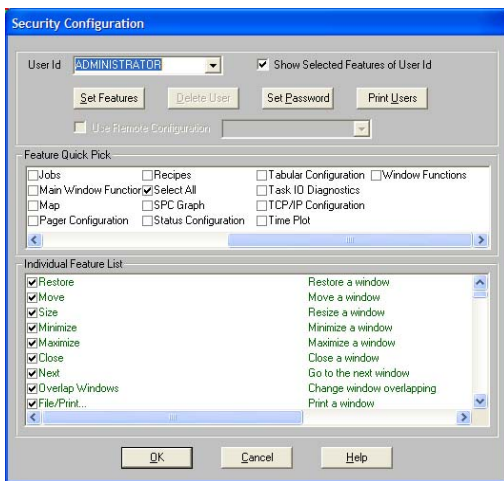 Security Configuration
User Id ADMINISTRATOR Show Selected Features of User Id
Set Features Delete User Set Password Print Users
Use Remote Configuration
Feature Quick Pick
Jobs Recipes Tabular Configuration Window Functions
Main Window Function Select All Task IO Diagnostics
Map SPC Graph TCP/IP Configuration
Pager Configuration Status Configuration Time Plot
Individual Feature List
Restore Restore a window
Move Move a window
Size Resize a window
Minimize Minimize a window
Maximize Maximize a window
Close Close a window
Next Go to the next window
Overlap Windows Change window overlapping
File/Print... Print a window
OK Cancel Help